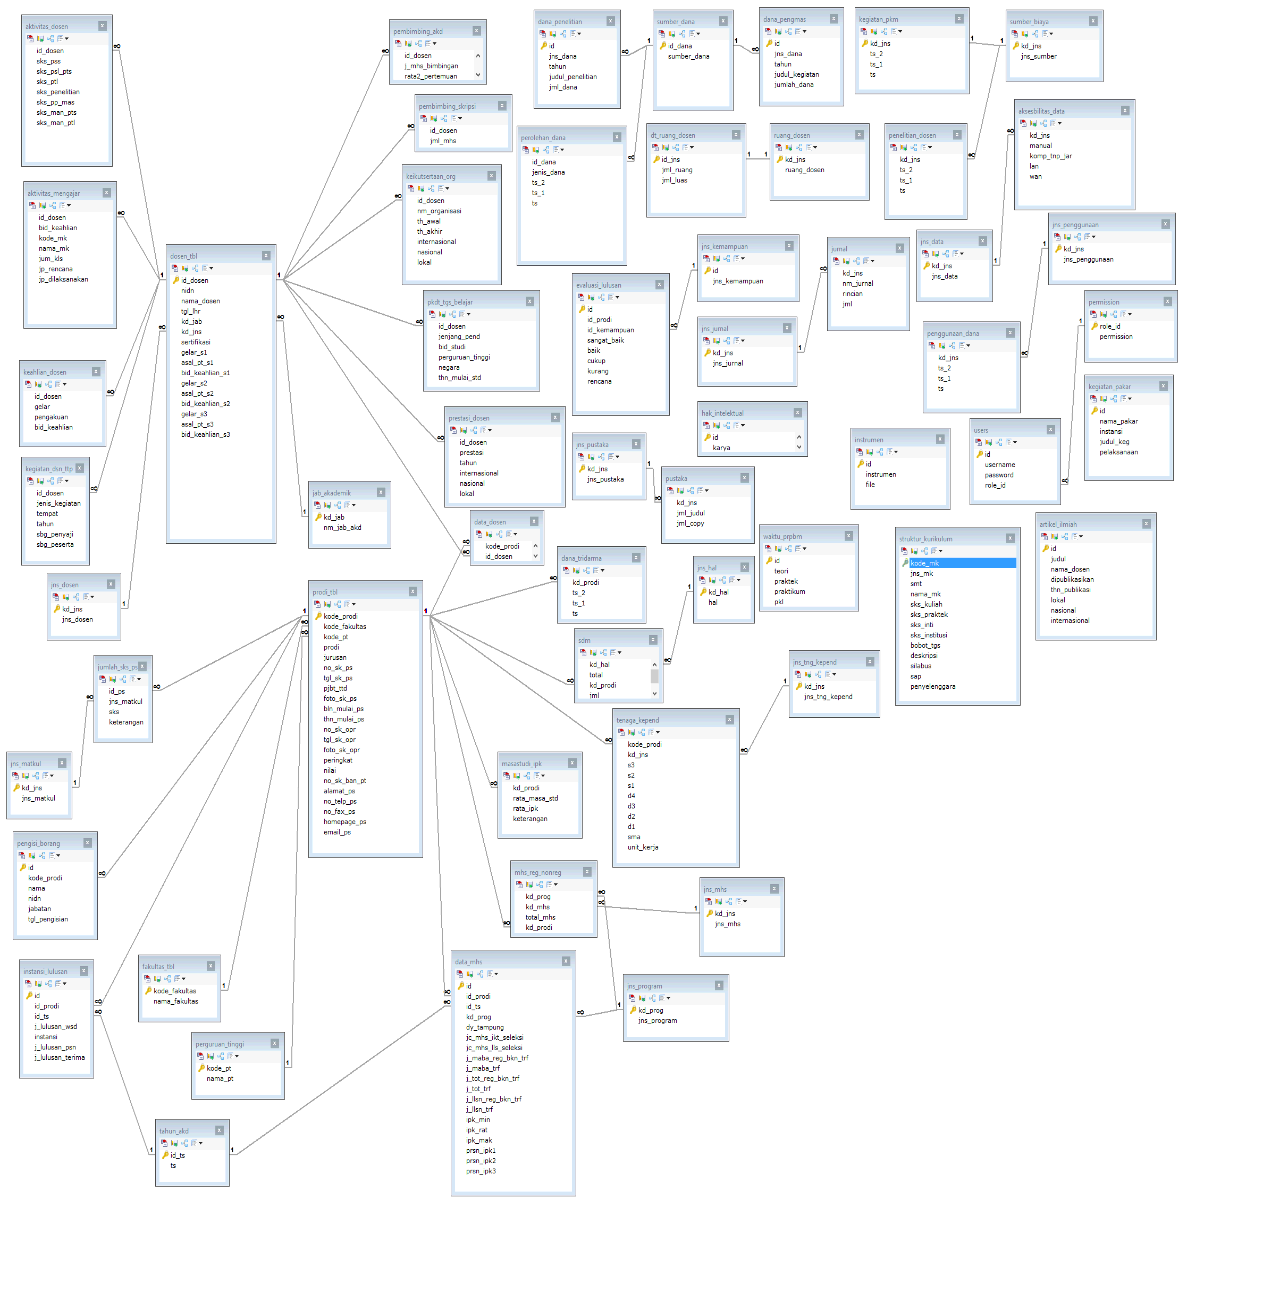 aktivitas_dosen
id_dosen
sks_pss
sks_psl_pts
sks_ptl
sks_penelitian
sks_pp_mas
sks_man_pts
sks_man_ptl
pembimbing_akd
id_dosen
j_mhs_bimbingan
rata2_pertemuan
dana_penelitian
id
jns_dana
tahun
judul_penelitian
jml_dana
sumber_dana
id_dana
sumber_dana
dana_pengmas
id
jns_dana
tahun
judul_kegiatan
jumlah_dana
kegiatan_pkm
kd_jns
ts_2
ts_1
ts
sumber_biaya
kd_jns
jns_sumber
pembimbing_skripsi
id_dosen
jml_mhs
perolehan_dana
id_dana
jenis_dana
ts_2
ts_1
ts
dt_ruang_dosen
id_jns
jml_ruang
jml_luas
ruang_dosen
kd_jns
ruang_dosen
penelitian_dosen
kd_jns
ts_2
ts_1
ts
aksesbilitas_data
kd_jns
manual
komp_tnp_jar
lan
wan
aktivitas_mengajar
id_dosen
bid_keahlian
kode_mk
nama_mk
jum_kls
jp_rencana
jp_dilaksanakan
keikutsertaan_org
id_dosen
nm_organisasi
th_awal
th_akhir
internasional
nasional
lokal
dosen_tbl
id_dosen
nidn
nama_dosen
tgl_lhr
kd_jab
kd_jns
sertifikasi
gelar_s1
asal_pt_s1
bid_keahlian_s1
gelar_s2
asal_pt_s2
bid_keahlian_s2
gelar_s3
asal_pt_s3
bid_keahlian_s3
jns_kemampuan
id
jns_kemampuan
jurnal
kd_jns
nm_jurnal
rincian
jml
jns_data
kd_jns
jns_data
jns_penggunaan
kd_jns
jns_penggunaan
evaluasi_lulusan
id
id_prodi
id_kemampuan
sangat_baik
baik
cukup
kurang
rencana
pkdt_tgs_belajar
id_dosen
jenjang_pend
bid_studi
perguruan_tinggi
negara
thn_mulai_std
jns_jurnal
kd_jns
jns_jurnal
penggunaan_dana
kd_jns
ts_2
ts_1
ts
permission
role_id
permission
keahlian_dosen
id_dosen
gelar
pengakuan
bid_keahlian
kegiatan_pakar
id
nama_pakar
instansi
judul_keg
pelaksanaan
prestasi_dosen
id_dosen
prestasi
tahun
internasional
nasional
lokal
hak_intelektual
id
karya
jns_pustaka
kd_jns
jns_pustaka
instrumen
id
instrumen
file
users
id
username
password
role_id
kegiatan_dsn_ttp
id_dosen
jenis_kegiatan
tempat
tahun
sbg_penyaji
sbg_peserta
pustaka
kd_jns
jml_judul
jml_copy
jab_akademik
kd_jab
nm_jab_akd
data_dosen
kode_prodi
id_dosen
waktu_prpbm
id
teori
praktek
praktikum
pkl
struktur_kurikulum
kode_mk
jns_mk
smt
nama_mk
sks_kuliah
sks_praktek
sks_inti
sks_institusi
bobot_tgs
deskripsi
silabus
sap
penyelenggara
artikel_ilmiah
id
judul
nama_dosen
dipublikasikan
thn_publikas
lokal
nasional
internasional
dana_tridarma
kd_prodi
ts_2
ts_1
ts
jns_hal
kd_hal
hal
jns_dosen
kd_jns
jns_dosen
prodi_tbl
kode_prodi
kode_fakultas
kode_pt
prodi
jurusan
no_sk_ps
tgl_sk_ps
pjbt_ttd
foto_sk_ps
bln_mulai_ps
thn_mulai_ps
no_sk_opr
tgl_sk_opr
foto_sk_opr
peringkat
nilai
no_sk_ban_pt
alamat_ps
no_telp_ps
no_fax_ps
homepage_ps
email_ps
sdm
kd_hal
total
kd_prodi
jml
jns_tng_kepend
kd_jns
jns_tng_kepend
jumlah_sks_ps
id_ps
jns_matkul
sks
keterangan
tenaga_kepend
kode_prodi
kd_jns
s3
s2
s1
d4
d3
d2
d1
sma
unit_kerja
jns_matkul
kd_jns
jns_matkul
masastudi_ipk
kd_prodi
rata_masa_std
rata_ipk
keterangan
pengisi_borang
id
kode_prodi
nama
nidn
jabatan
tgl_pengisian
mhs_reg_nonreg
kd_prog
kd_mhs
total_mhs
kd_prodi
jns_mhs
kd_jns
jns_mhs
instansi_lulusan
id
id_prodi
id_ts
j_lulusan_wsd
instansi
j_lulusan_psn
j_lulusan_terima
fakultas_tbl
kode_fakultas
nama_fakultas
data_mhs
id
id_prodi
id_ts
kd_prog
dy_tampung
jc_mhs_ikt_seleksi
jc_mhs_lls_seleksi
j_maba_reg_bkn_trf
j_maba_trf
j_tot_reg_bkn_trf
j_tot_trf
j_llsn_reg_bkn_trf
j_llsn_trf
ipk_min
ipk_rat
ipk_mak
prsn_ipk1
prsn_ipk2
prsn_ipk3
jns_program
kd_prog
jns_program
perguruan_tinggi
kode_pt
nama_pt
tahun_akd
id_ts
ts